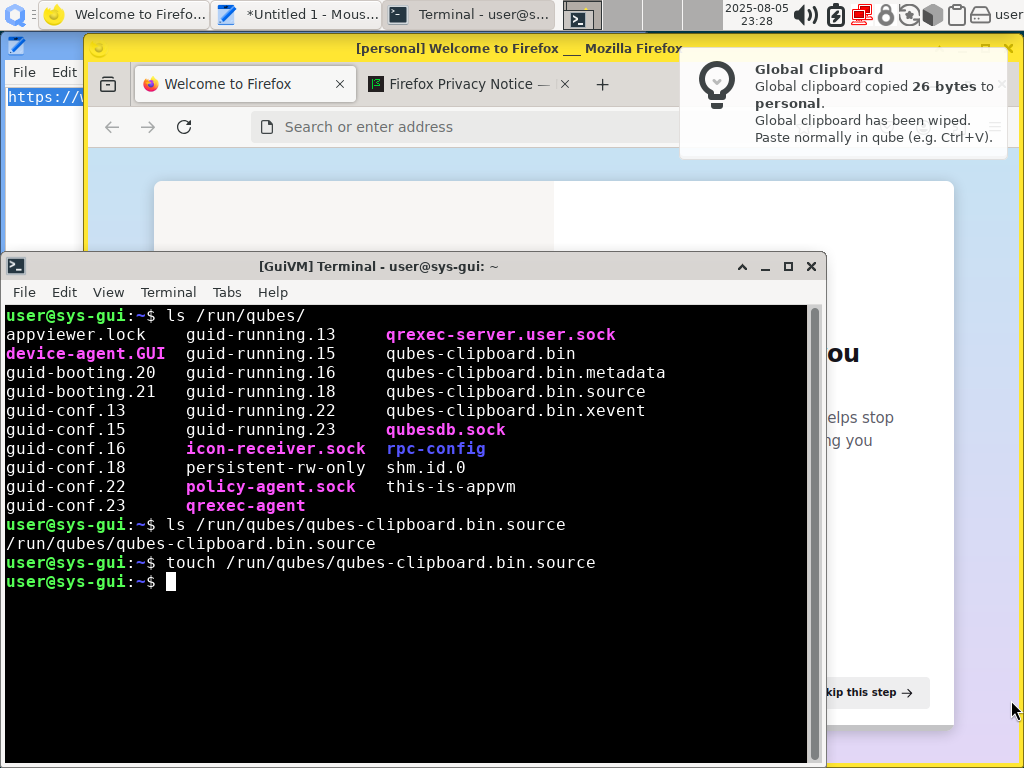 Welcome to Firefo...
*Untitled 1 - Mous...
Terminal - user@s...
2025-08-05
23:28
user
[personal] Welcome to Firefox ___ Mozilla Firefox
File Edit
https://w
Welcome to Firefox
Firefox Privacy Notice —
Search or enter address
Global Clipboard
Global clipboard copied 26 bytes to
personal.
Global clipboard has been wiped.
Paste normally in qube (e.g. Ctrl+V).
ou
elps stop
ng you
kip this step
[GuiVM] Terminal - user@sys-gui: ~
File Edit View Terminal Tabs Help
user@sys-gui:~$ ls /run/qubes/
appviewer.lock guid-running.13 qrexec-server.user.sock
device-agent.GUI guid-running.15 qubes-clipboard.bin
guid-booting.20 guid-running.16 qubes-clipboard.bin.metadata
guid-booting.21 guid-running.18 qubes-clipboard.bin.source
guid-conf.13 guid-running.22 qubes-clipboard.bin.xevent
guid-conf.15 guid-running.23 qubesdb.sock
guid-conf.16 icon-receiver.sock rpc-config
guid-conf.18 persistent-rw-only shm.id.0
guid-conf.22 policy-agent.sock this-is-appvm
guid-conf.23 qrexec-agent
user@sys-gui:~$ ls /run/qubes/qubes-clipboard.bin.source
/run/qubes/qubes-clipboard.bin.source
user@sys-gui:~$ touch /run/qubes/qubes-clipboard.bin.source
user@sys-gui:~$